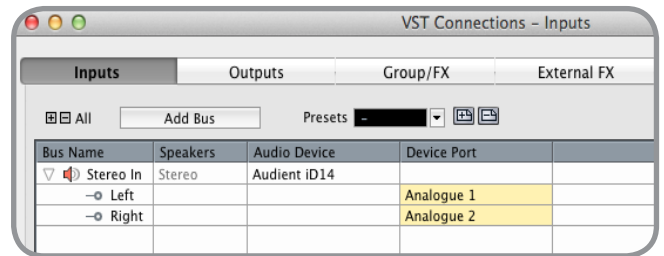 VST Connections – Inputs
Inputs Outputs Group/FX External FX
All Add Bus Presets –
Bus Name Speakers Audio Device Device Port
Stereo In Stereo Audient iD14
Left Analogue 1
Right Analogue 2